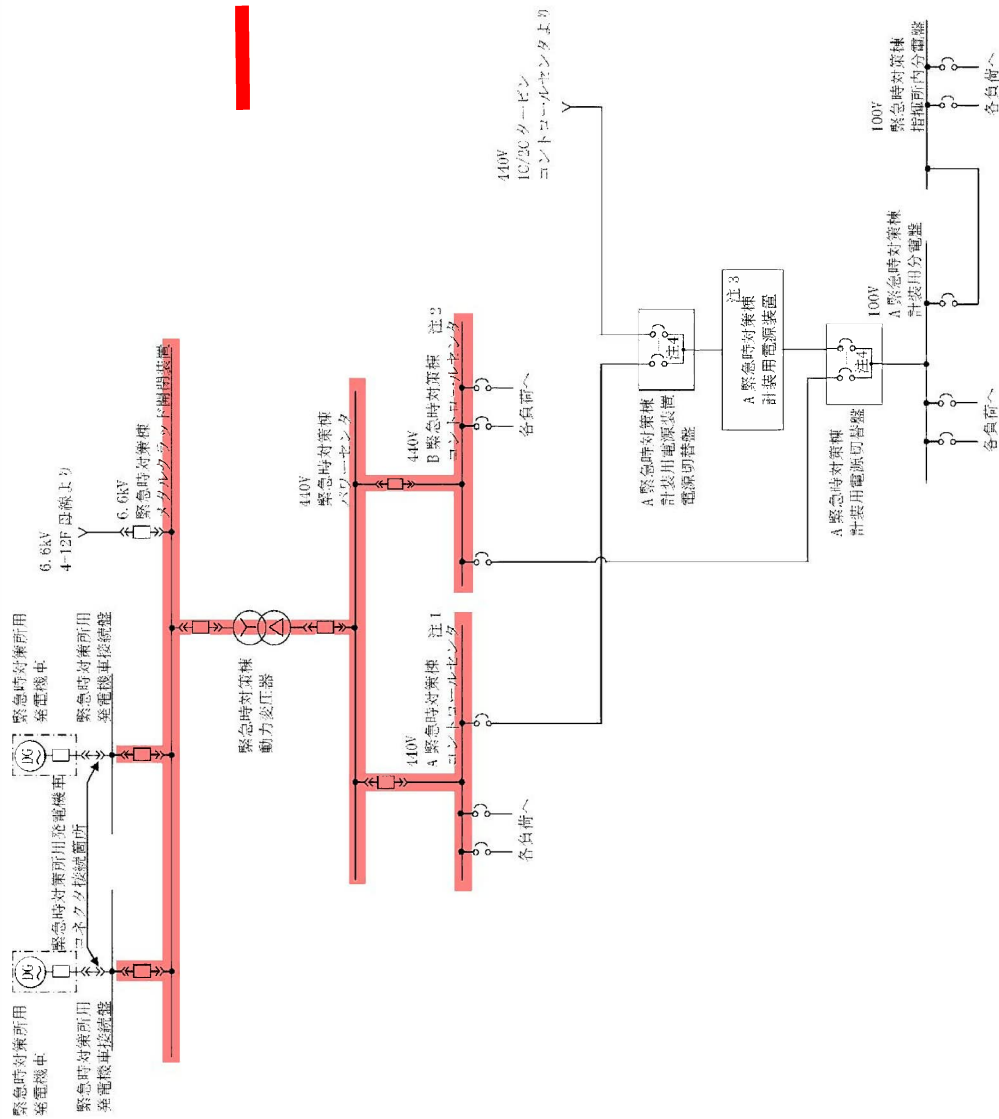 緊急時対策所用
発電機車
緊急時対策所用
発電機車接続盤
DG
緊急時対策所用発電機車
コネクタ接続箇所
DG
緊急時対策所用
発電機車
緊急時対策所用
発電機車接続盤
6.6kV
4-12F 母線より
6.6kV
緊急時対策棟
メタルクラッド開閉装置
緊急時対策棟
動力変圧器
440V
緊急時対策棟
パワーセンタ
440V
A 緊急時対策棟 注1
コントロールセンタ
各負荷へ
440V
B 緊急時対策棟 注2
コントロールセンタ
各負荷へ
440V
1C/2C タービン
コントロールセンタより
注4
A 緊急時対策棟
計装用電源装置
電源切替盤
注3
A 緊急時対策棟
計装用電源装置
注4
A 緊急時対策棟
計装用電源切替盤
100V
A 緊急時対策棟
計装用分電盤
各負荷へ
100V
緊急時対策棟
指揮所内分電盤
各負荷へ